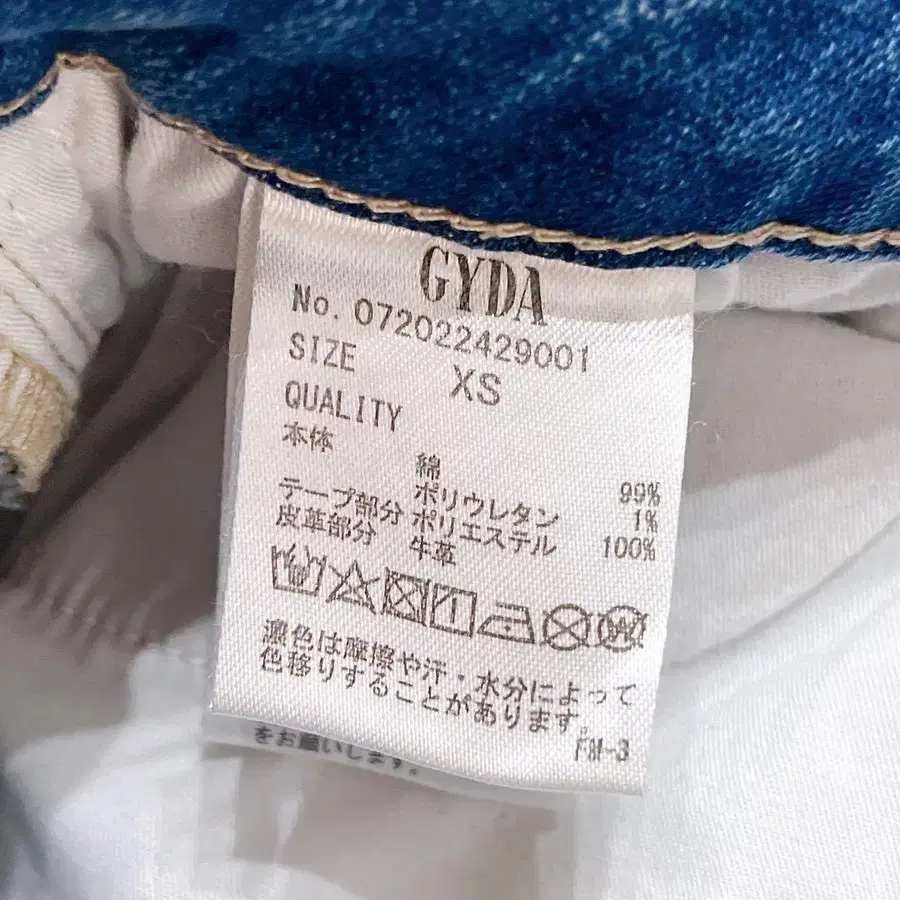 GYDA
No. 072022429001
SIZE XS
QUALITY
本体 綿 99%
ポリウレタン 1%
テープ部分 ポリエステル 100%
皮革部分 牛革
濃色は摩擦や汗・水分によって
色移りすることがあります。
FM-3
をお願いします。